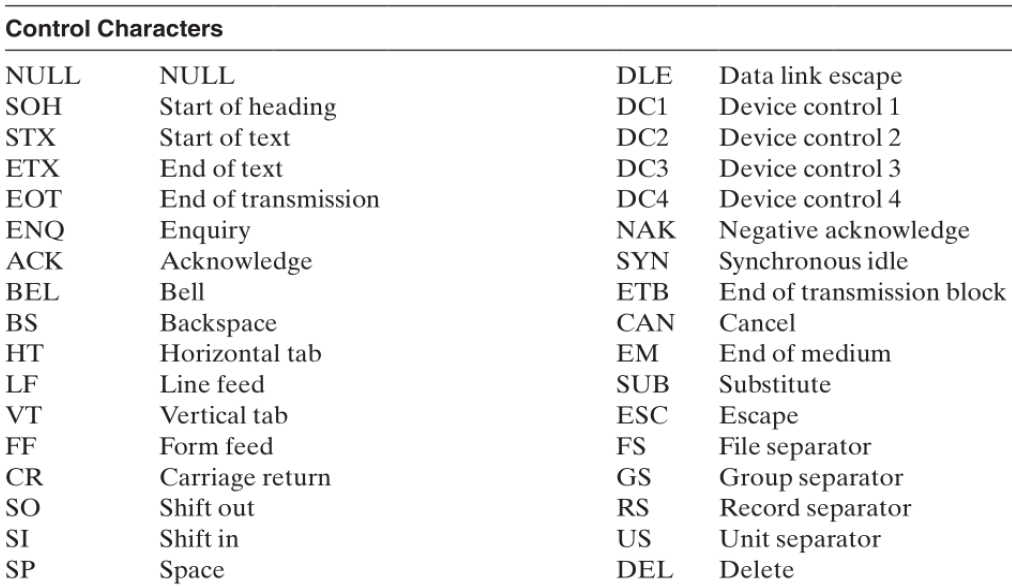 Control Characters
NULL NULL DLE Data link escape
SOH Start of heading DC1 Device control 1
STX Start of text DC2 Device control 2
ETX End of text DC3 Device control 3
EOT End of transmission DC4 Device control 4
ENQ Enquiry NAK Negative acknowledge
ACK Acknowledge SYN Synchronous idle
BEL Bell ETB End of transmission block
BS Backspace CAN Cancel
HT Horizontal tab EM End of medium
LF Line feed SUB Substitute
VT Vertical tab ESC Escape
FF Form feed FS File separator
CR Carriage return GS Group separator
SO Shift out RS Record separator
SI Shift in US Unit separator
SP Space DEL Delete